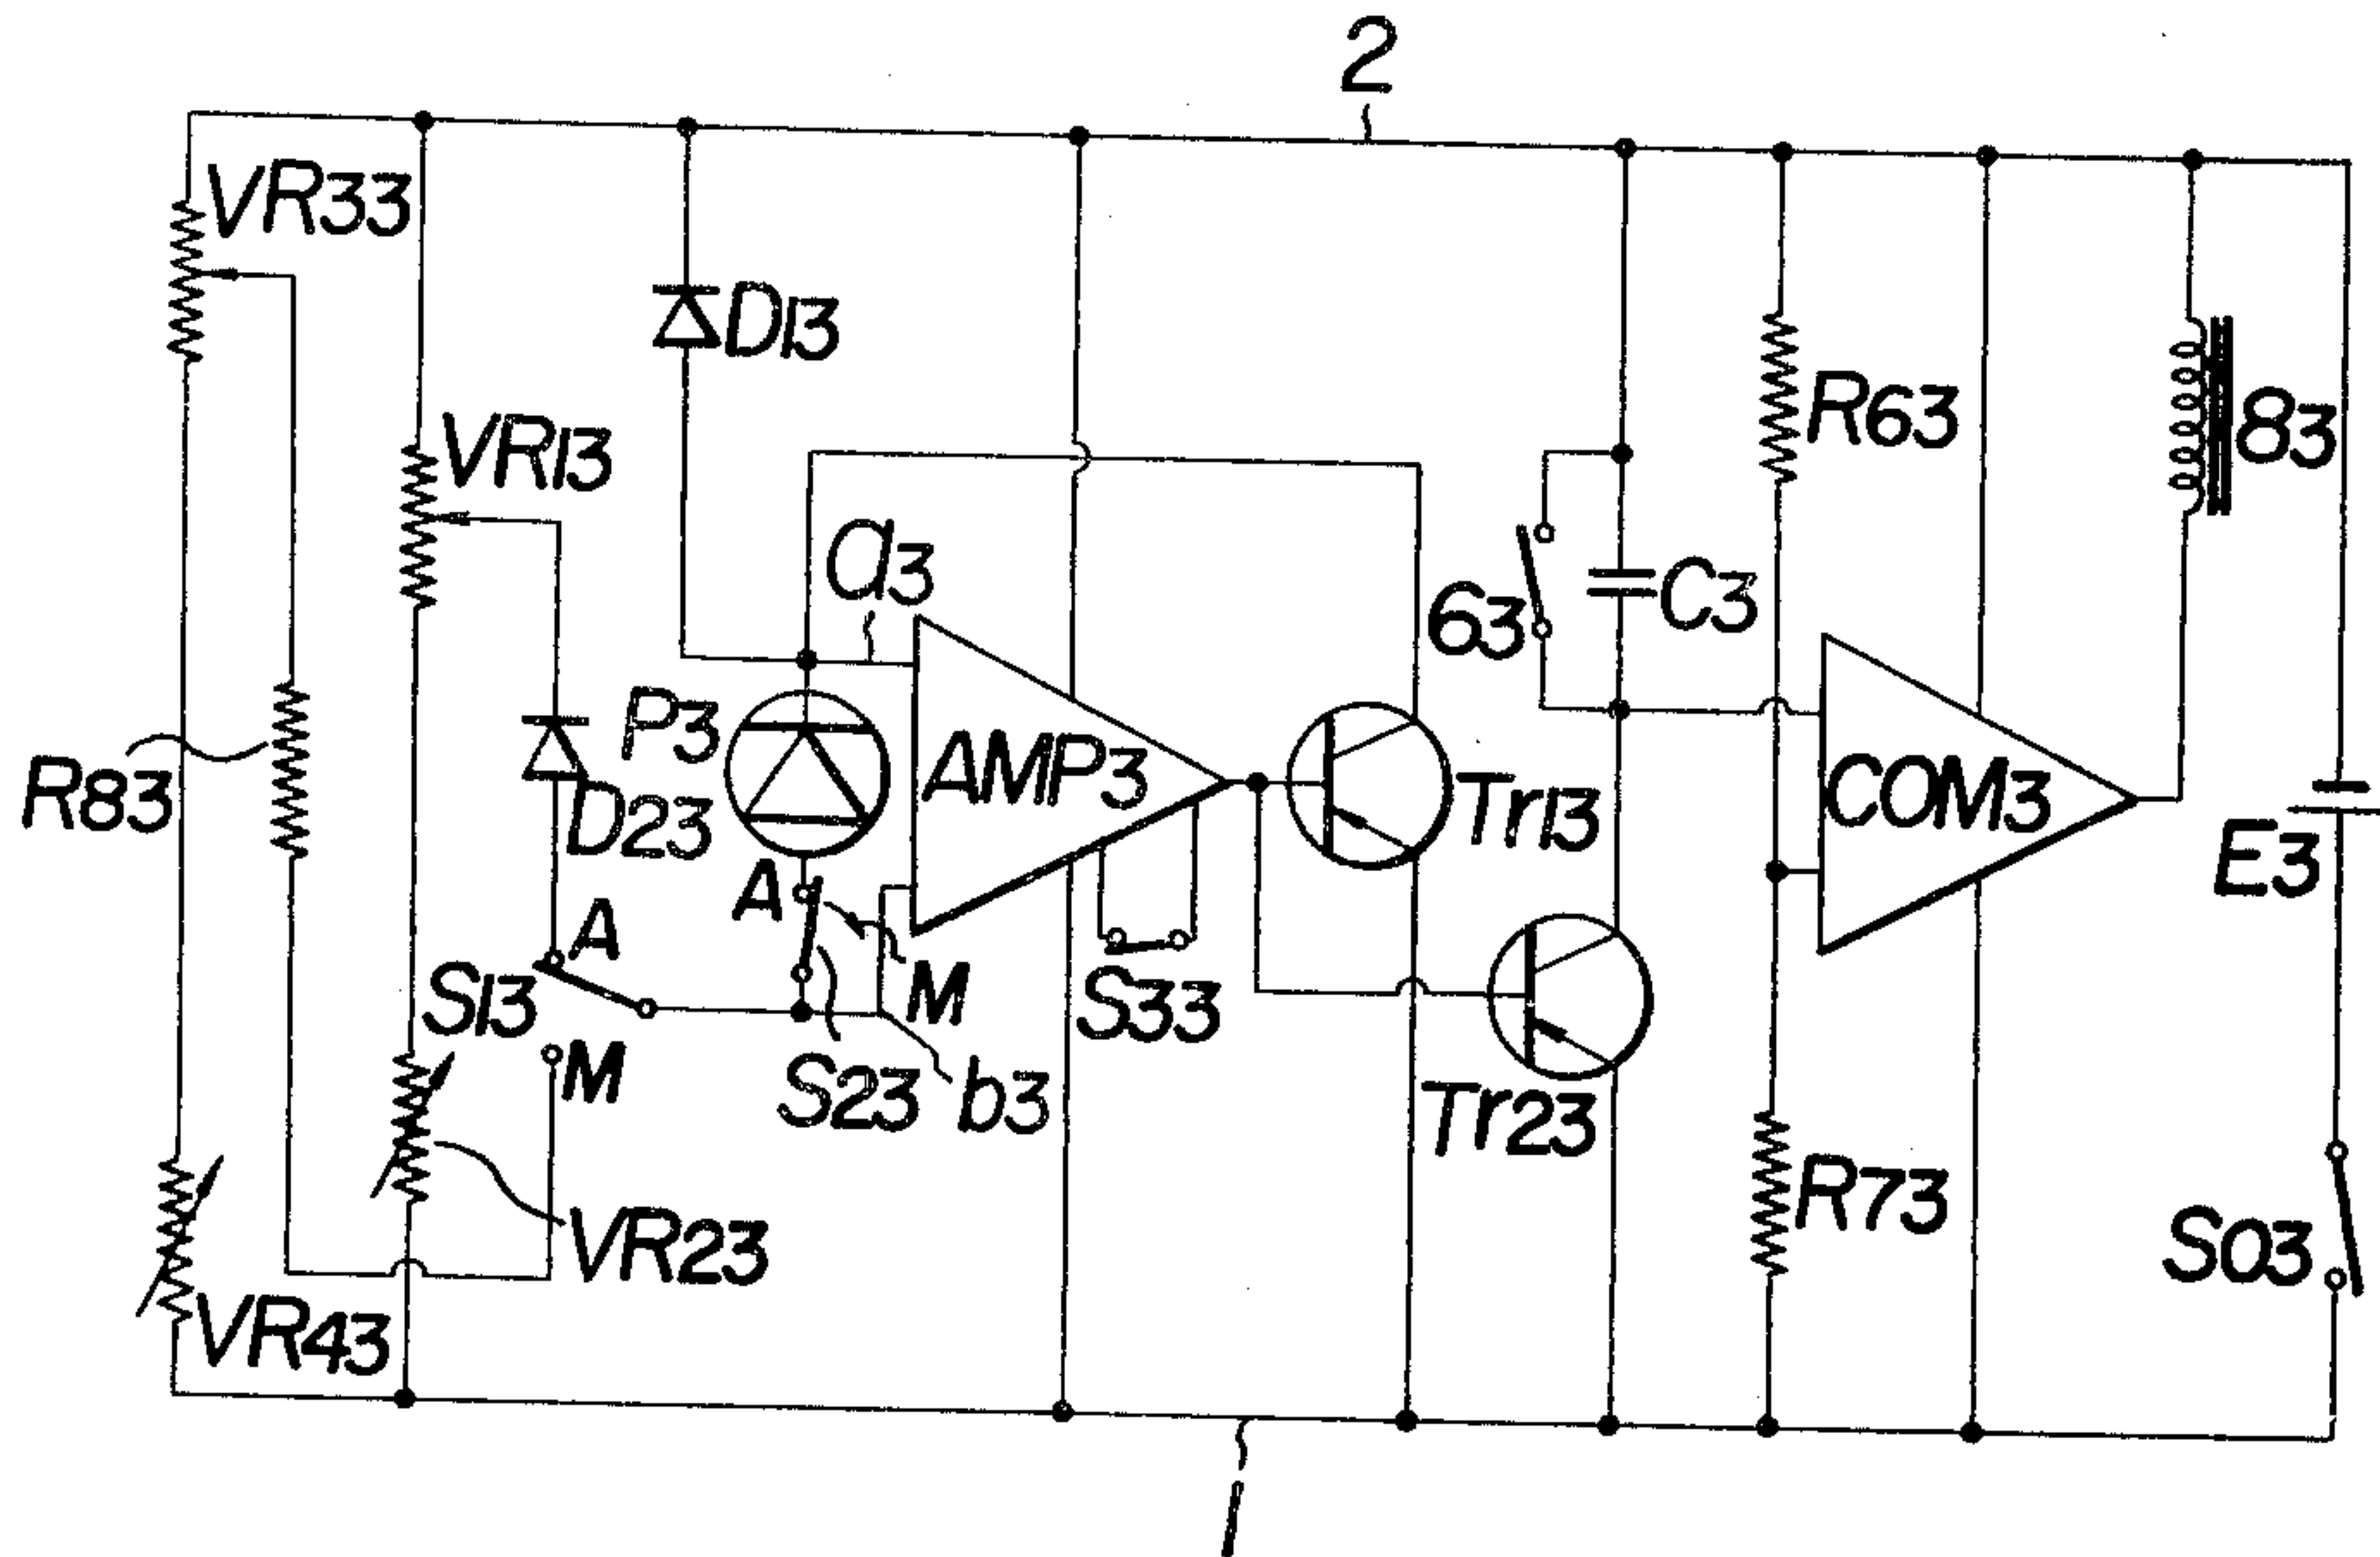 2
VR33
D13
VR13
R63
83
a3
63
C3
P3
R83
D23
AMP3
Tr13
COM3
E3
A
A
S13
M
S33
M
S23
b3
Tr23
R73
VR23
S03
VR43
1